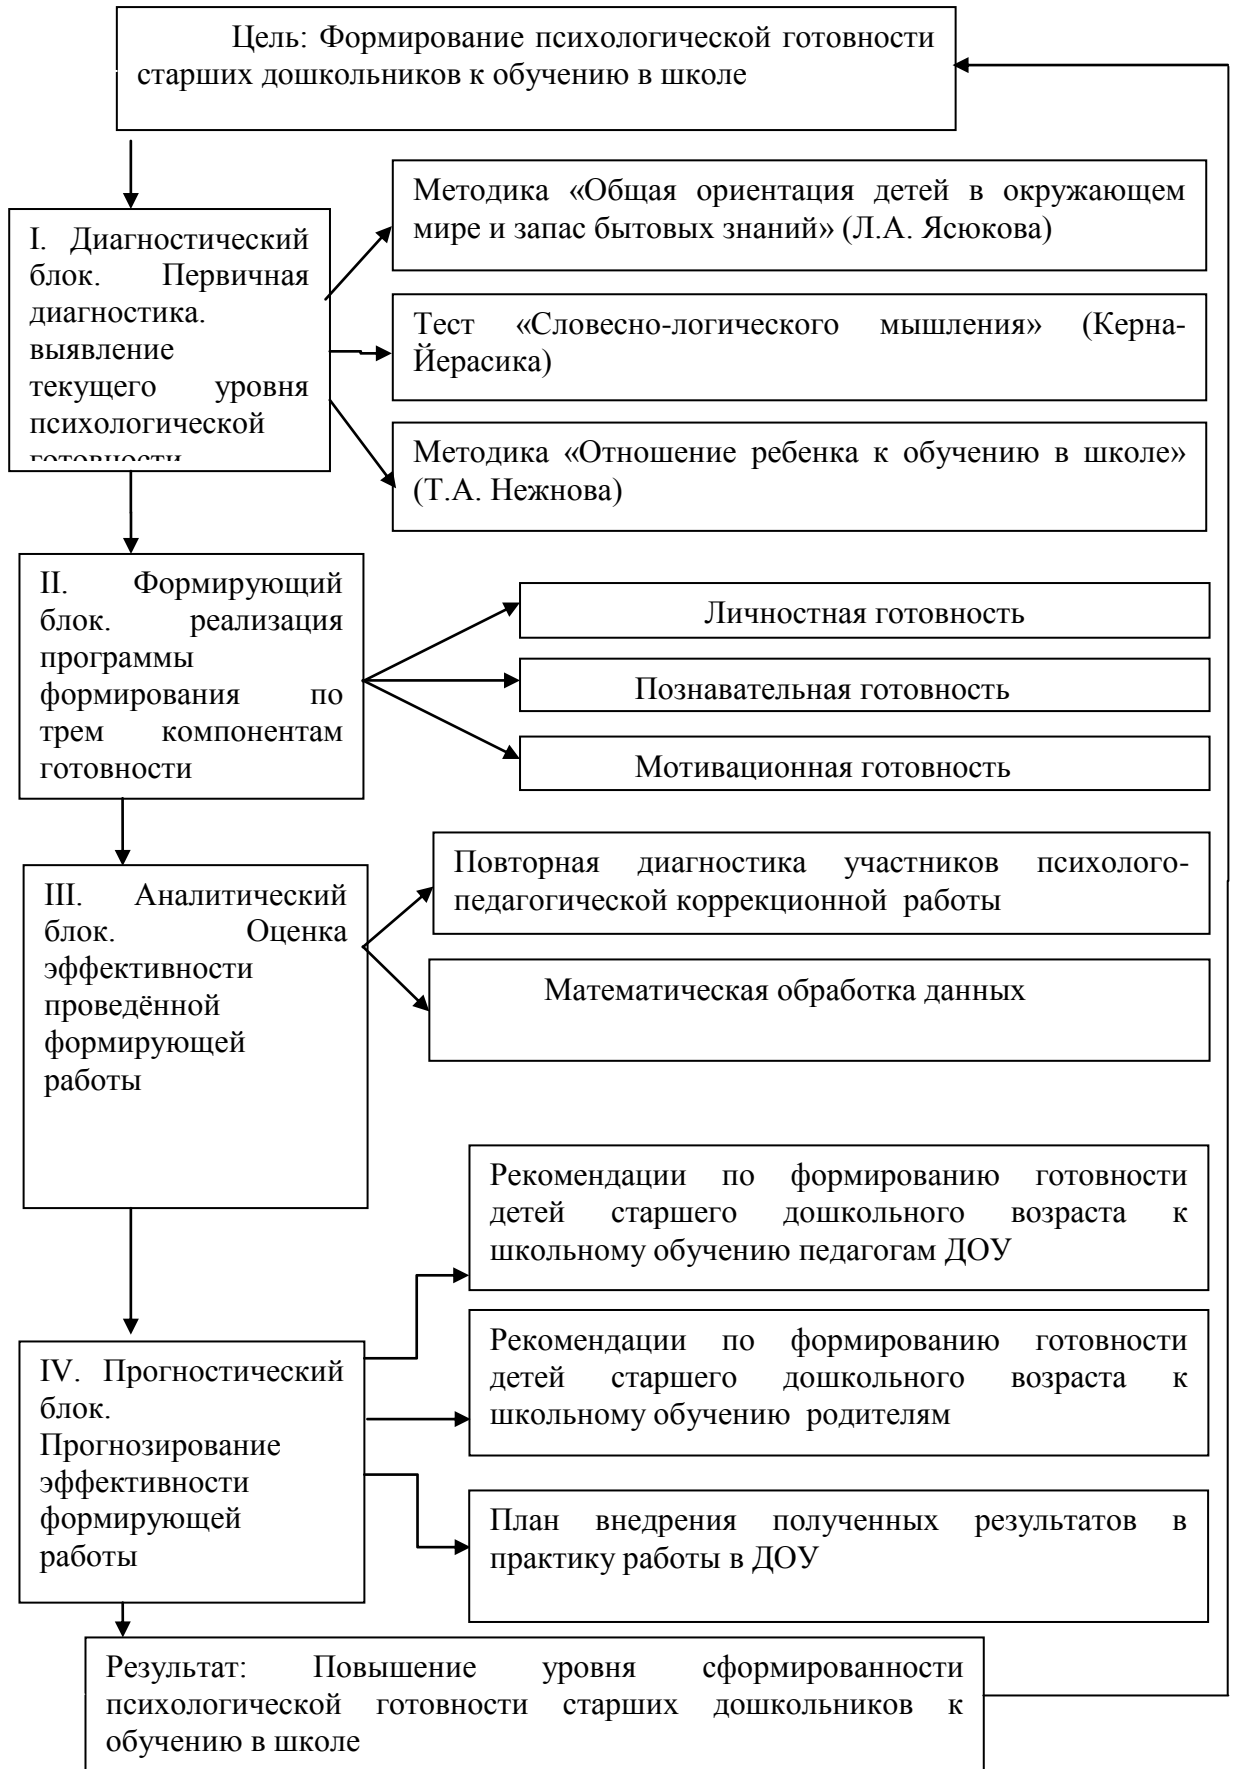 Цель: Формирование психологической готовности
старших дошкольников к обучению в школе
Методика «Общая ориентация детей в окружающем
мире и запас бытовых знаний» (Л.А. Ясюкова)
I. Диагностический
блок. Первичная
диагностика.
выявление
текущего уровня
психологической
готовности
Тест «Словесно-логического мышления» (Керна-
Йерасика)
Методика «Отношение ребенка к обучению в школе»
(Т.А. Нежнова)
II. Формирующий
блок. реализация
программы
формирования по
трем компонентам
готовности
Личностная готовность
Познавательная готовность
Мотивационная готовность
III. Аналитический
блок. Оценка
эффективности
проведённой
формирующей
работы
Повторная диагностика участников психолого-
педагогической коррекционной работы
Математическая обработка данных
Рекомендации по формированию готовности
детей старшего дошкольного возраста к
школьному обучению педагогам ДОУ
Рекомендации по формированию готовности
детей старшего дошкольного возраста к
школьному обучению родителям
IV. Прогностический
блок.
Прогнозирование
эффективности
формирующей
работы
План внедрения полученных результатов в
практику работы в ДОУ
Результат: Повышение уровня сформированности
психологической готовности старших дошкольников к
обучению в школе